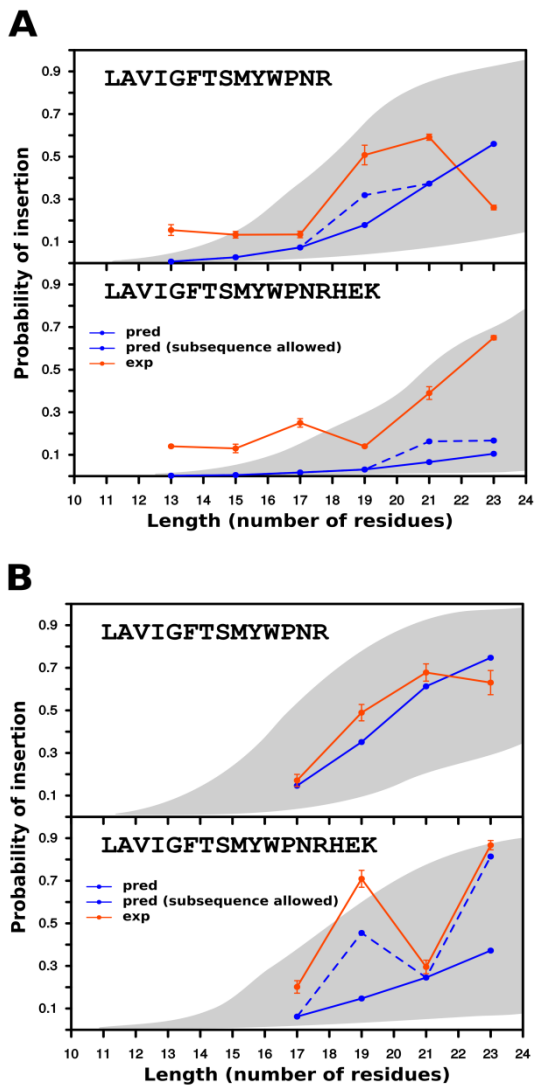 A
LAVIGFTSMYWPNR
0.9
0.7
0.5
0.3
0.1
LAVIGFTSMYWPNRHEK
pred
pred (subsequence allowed)
exp
0.9
0.7
0.5
0.3
0.1
Probability of insertion
10 11 12 13 14 15 16 17 18 19 20 21 22 23 24
Length (number of residues)
B
LAVIGFTSMYWPNR
0.9
0.7
0.5
0.3
0.1
LAVIGFTSMYWPNRHEK
pred
pred (subsequence allowed)
exp
0.9
0.7
0.5
0.3
0.1
Probability of insertion
10 11 12 13 14 15 16 17 18 19 20 21 22 23 24
Length (number of residues)